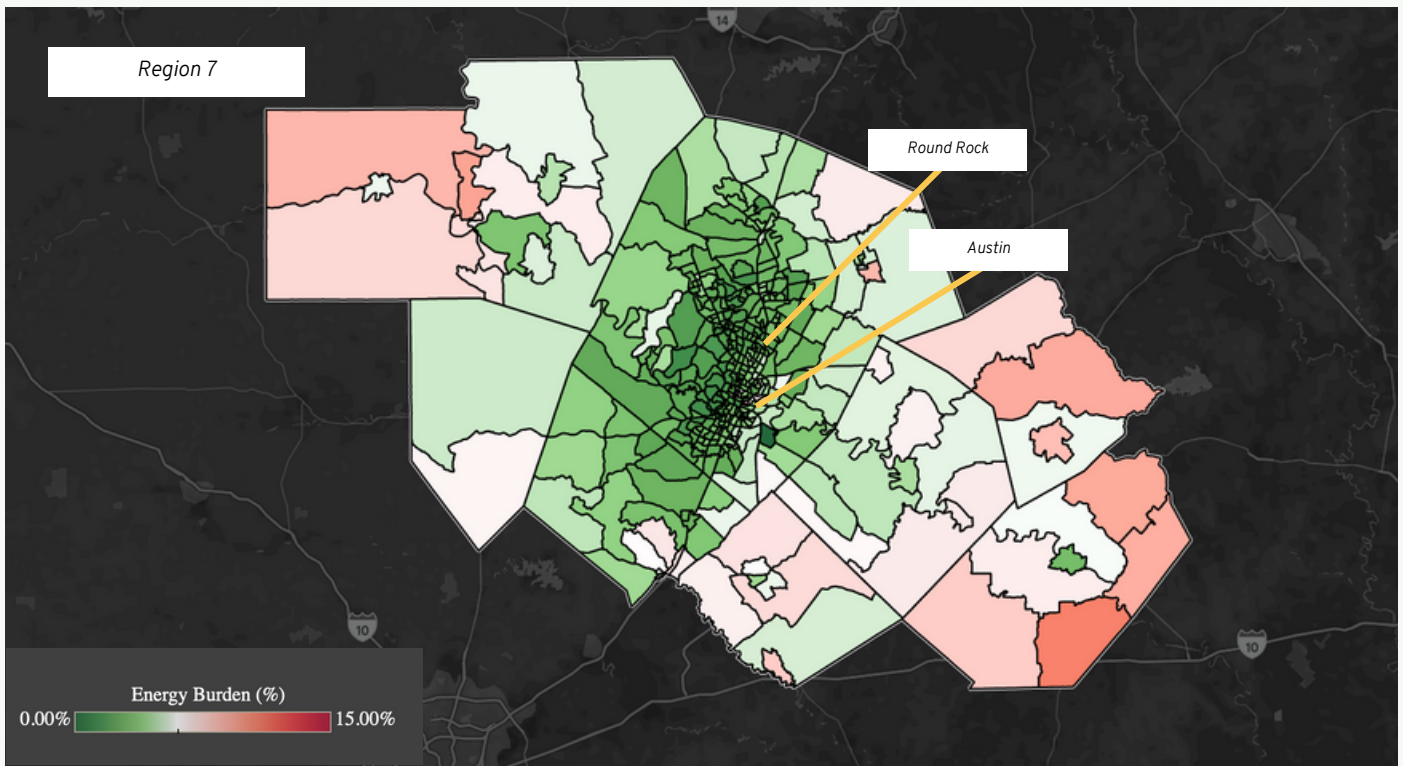 14
Region 7
Round Rock
Austin
10
10
Energy Burden (%)
0.00% 15.00%